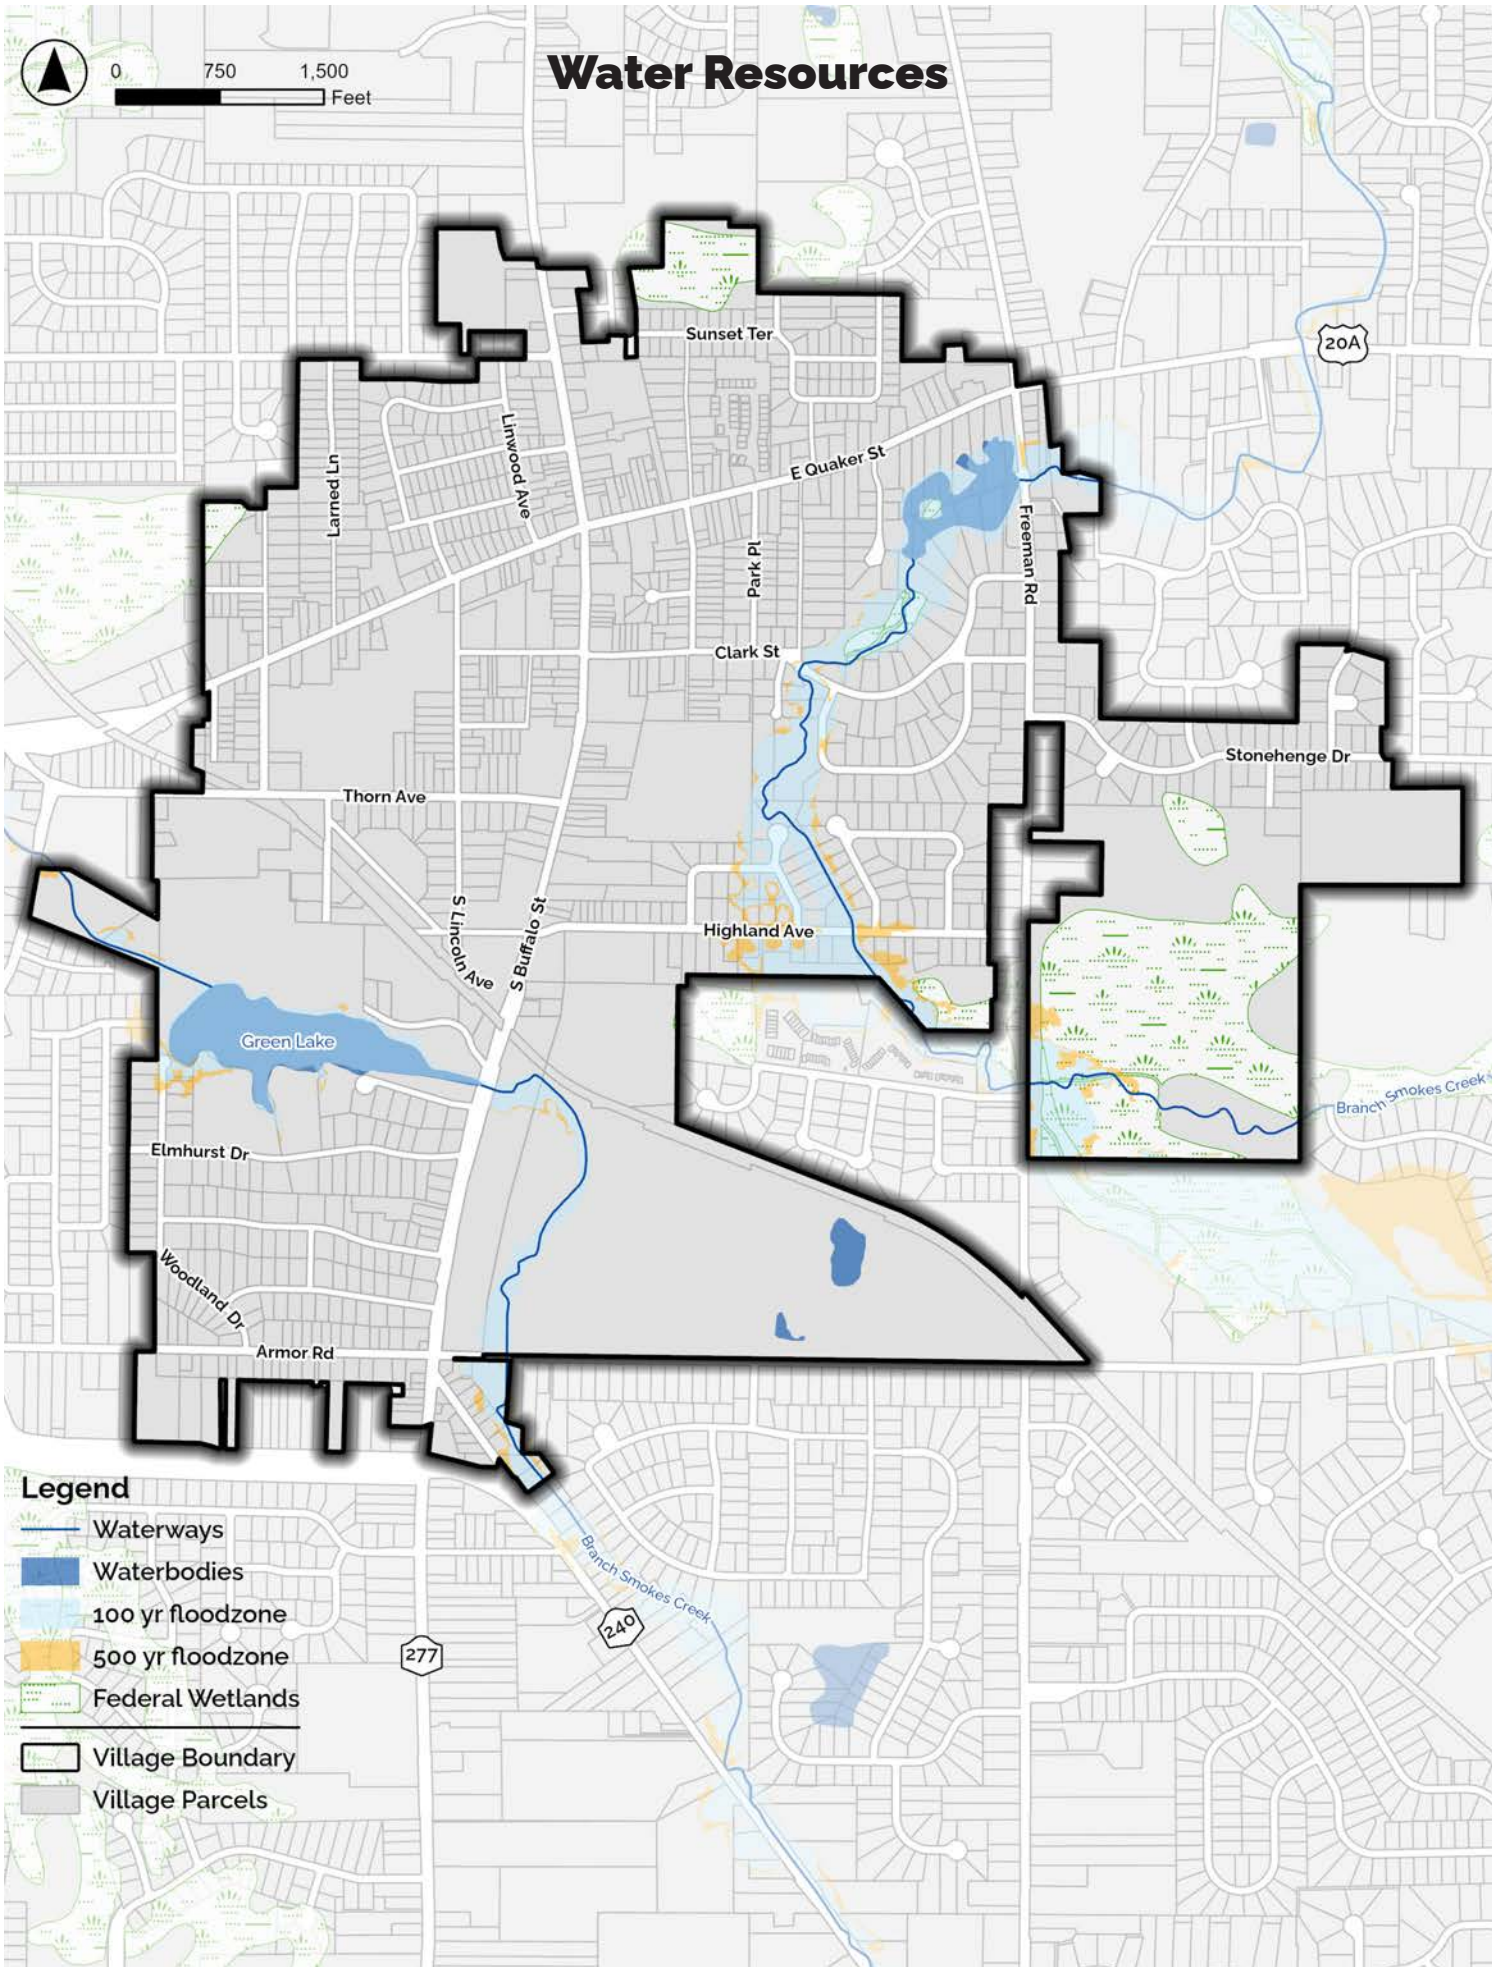 Water Resources
0 750 1,500
Feet
20A
Sunset Ter
Linwood Ave
Larned Ln
E Quaker St
Freeman Rd
Park Pl
Clark St
Stonehenge Dr
Thorn Ave
S Lincoln Ave
S Buffalo St
Highland Ave
Green Lake
Branch Smokes Creek
Elmhurst Dr
Woodland Dr
Armor Rd
Branch Smokes Creek
240
277
Legend
Waterways
Waterbodies
100 yr floodzone
500 yr floodzone
Federal Wetlands
Village Boundary
Village Parcels